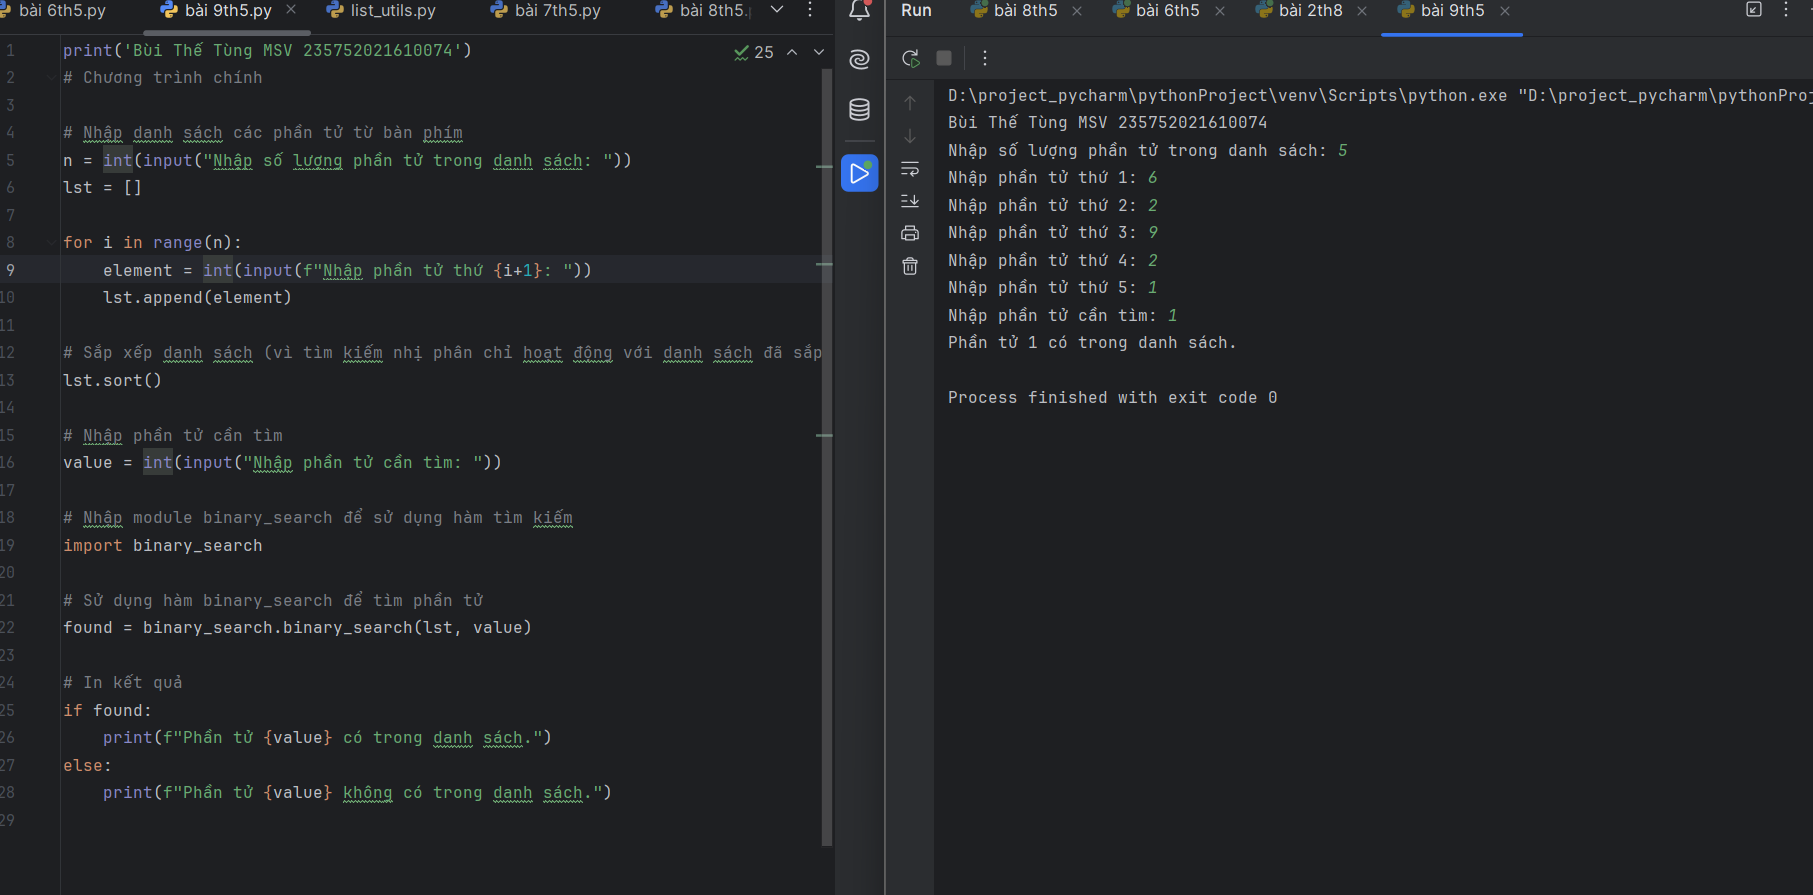 bài 6th5.py
bài 9th5.py
list_utils.py
bài 7th5.py
bài 8th5.
25
1 print('Bùi Thế Tùng MSV 235752021610074')
2 # Chương trình chính
3
4 # Nhập danh sách các phần tử từ bàn phím
5 n = int(input("Nhập số lượng phần tử trong danh sách: "))
6 lst = []
7
8 for i in range(n):
9 element = int(input(f"Nhập phần tử thứ {i+1}: "))
10 lst.append(element)
11
12 # Sắp xếp danh sách (vì tìm kiếm nhị phân chỉ hoạt động với danh sách đã sắp
13 lst.sort()
14
15 # Nhập phần tử cần tìm
16 value = int(input("Nhập phần tử cần tìm: "))
17
18 # Nhập module binary_search để sử dụng hàm tìm kiếm
19 import binary_search
20
21 # Sử dụng hàm binary_search để tìm phần tử
22 found = binary_search.binary_search(lst, value)
23
24 # In kết quả
25 if found:
26 print(f"Phần tử {value} có trong danh sách.")
27 else:
28 print(f"Phần tử {value} không có trong danh sách.")
29
Run
bài 8th5
bài 6th5
bài 2th8
bài 9th5
D:\project_pycharm\pythonProject\venv\Scripts\python.exe "D:\project_pycharm\pythonProj
Bùi Thế Tùng MSV 235752021610074
Nhập số lượng phần tử trong danh sách: 5
Nhập phần tử thứ 1: 6
Nhập phần tử thứ 2: 2
Nhập phần tử thứ 3: 9
Nhập phần tử thứ 4: 2
Nhập phần tử thứ 5: 1
Nhập phần tử cần tìm: 1
Phần tử 1 có trong danh sách.
Process finished with exit code 0